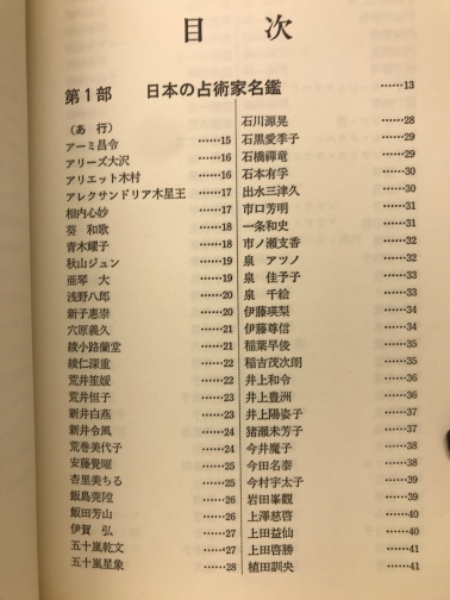 目　次
第1部　日本の占術家名鑑 ……13
（あ　行）
アーミ昌令 ……15
アリーズ大沢 ……16
アリエット木村 ……16
アレクサンドリア木星王 ……17
相内心妙 ……17
葵　和歌 ……18
青木曜子 ……18
秋山ジュン ……19
亜琴　大 ……19
浅野八郎 ……20
新子恵崇 ……20
穴原義久 ……21
綾小路蘭堂 ……21
綾仁深重 ……22
荒井笙媛 ……22
荒井恒子 ……23
新井白燕 ……23
新井令風 ……24
荒巻美代子 ……24
安藤覺曜 ……25
杏里美ちる ……25
飯島莞陞 ……26
飯田芳山 ……26
伊賀　弘 ……27
五十嵐乾文 ……27
五十嵐星象 ……28
石川源晃 ……28
石黒愛季子 ……29
石橋禪竜 ……29
石本有孚 ……30
出水三津久 ……30
市口芳明 ……31
一条和史 ……31
市ノ瀬支香 ……32
泉　アツノ ……32
泉　佳予子 ……33
泉　千絵 ……33
伊藤瑛梨 ……34
伊藤尊信 ……34
稲葉早俊 ……35
稲吉茂次朗 ……35
井上和令 ……36
井上豊洲 ……36
井上陽姿子 ……37
猪瀬未芳子 ……37
今井魔子 ……38
今田名泰 ……38
今村宇太子 ……39
岩田峯觀 ……39
上澤慈啓 ……40
上田益仙 ……40
上田啓勝 ……41
植田訓央 ……41